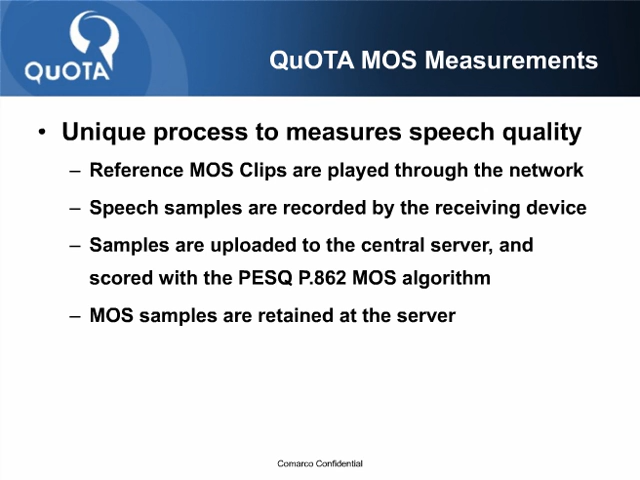 QuOTA
QuOTA MOS Measurements
• Unique process to measures speech quality
– Reference MOS Clips are played through the network
– Speech samples are recorded by the receiving device
– Samples are uploaded to the central server, and
scored with the PESQ P.862 MOS algorithm
– MOS samples are retained at the server
Comarco Confidential